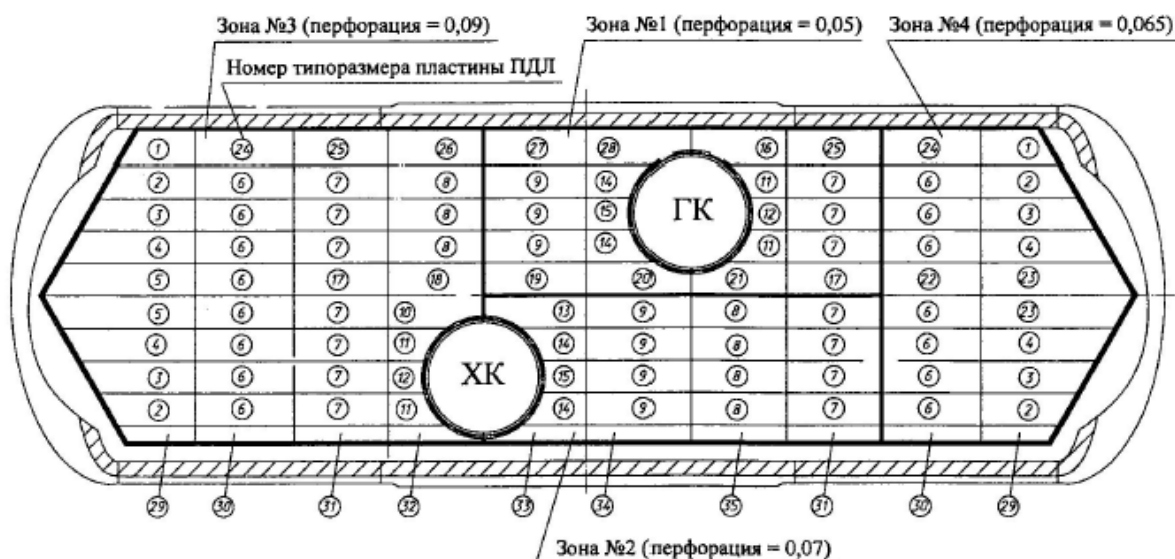 Зона №3 (перфорация = 0,09) Зона №1 (перфорация = 0,05) Зона №4 (перфорация = 0,065)
Номер типоразмера пластины ПДЛ
1 24 25 26 27 28 16 25 24 1
2 6 7 8 9 14 11 7 6 2
ГК
3 6 7 8 9 15 12 7 6 3
4 6 7 8 9 14 11 7 6 4
5 6 17 18 19 20 21 17 22 23
5 6 7 10 13 9 8 7 6 23
4 6 7 11 14 9 8 7 6 4
ХК
3 6 7 12 15 9 8 7 6 3
2 6 7 11 14 9 8 7 6 2
29 30 31 32 33 34 35 31 30 29
Зона №2 (перфорация = 0,07)